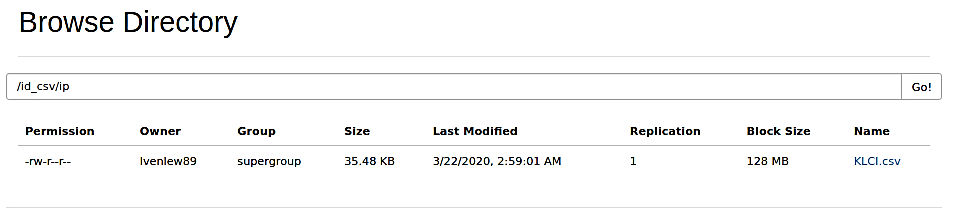 Browse Directory
/id_csv/ip Go!
Permission Owner Group Size Last Modified Replication Block Size Name
-rw-r--r-- lvenlew89 supergroup 35.48 KB 3/22/2020, 2:59:01 AM 1 128 MB KLCI.csv